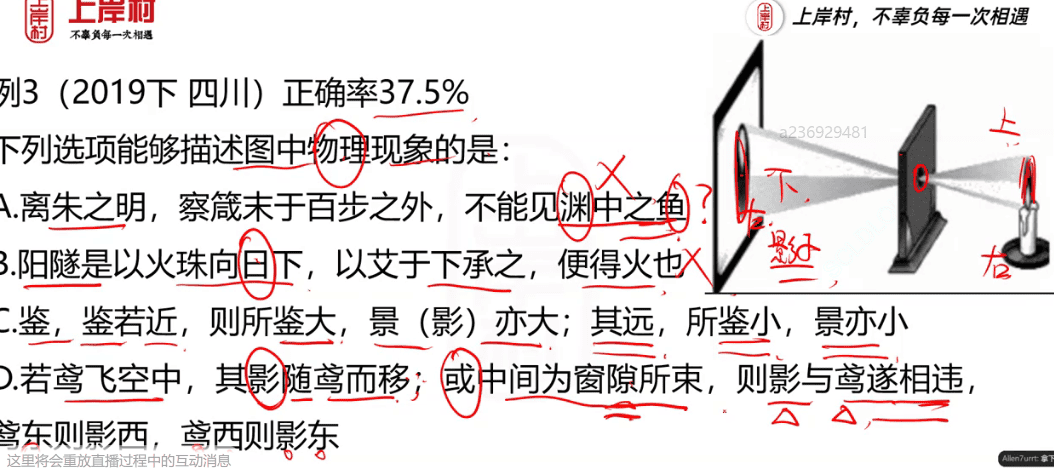 上岸村
上岸村
不辜负每一次相遇
上岸村
上岸村，不辜负每一次相遇
例3（2019下 四川）正确率37.5%
下列选项能够描述图中物理现象的是：
A.离朱之明，察箴末于百步之外，不能见渊中之鱼
B.阳隧是以火珠向日下，以艾于下承之，便得火也
C.鉴，鉴若近，则所鉴大，景（影）亦大；其远，所鉴小，景亦小
D.若鸢飞空中，其影随鸢而移；或中间为窗隙所束，则影与鸢遂相违，
鸢东则影西，鸢西则影东
a236929481
上
下
?
右
影子
这里将会重放直播过程中的互动消息
Allen7urrt: 拿下